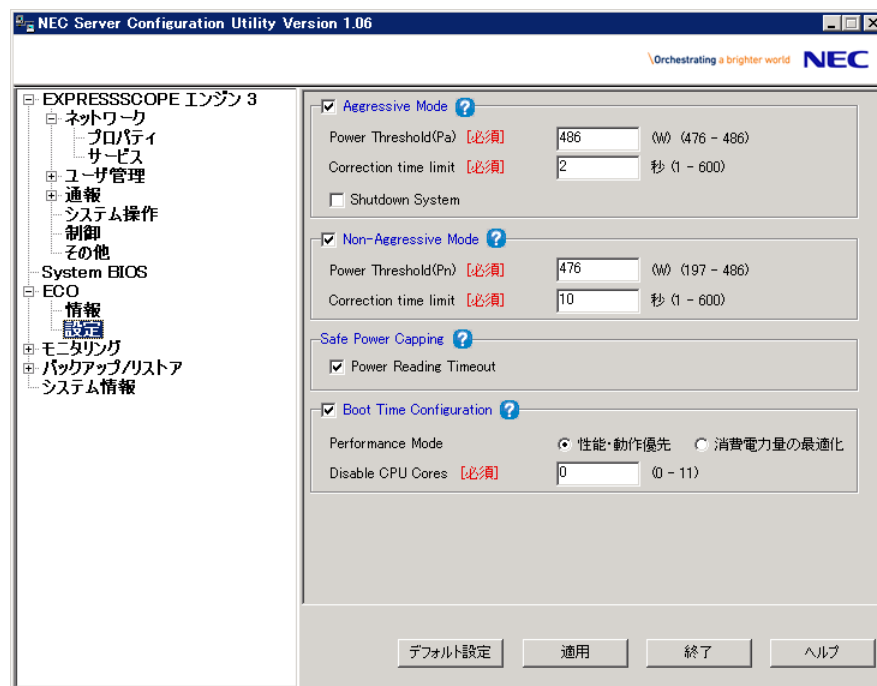 NEC Server Configuration Utility Version 1.06
\Orchestrating a brighter world NEC
EXPRESSSCOPE エンジン 3
ネットワーク
プロパティ
サービス
ユーザ管理
通報
システム操作
制御
その他
System BIOS
ECO
情報
設定
モニタリング
バックアップ/リストア
システム情報
Aggressive Mode ?
Power Threshold(Pa) [必須] 486 (W) (476 - 486)
Correction time limit [必須] 2 秒 (1 - 600)
Shutdown System
Non-Aggressive Mode ?
Power Threshold(Pn) [必須] 476 (W) (197 - 486)
Correction time limit [必須] 10 秒 (1 - 600)
Safe Power Capping ?
Power Reading Timeout
Boot Time Configuration ?
Performance Mode 性能・動作優先 消費電力量の最適化
Disable CPU Cores [必須] 0 (0 - 11)
デフォルト設定 適用 終了 ヘルプ